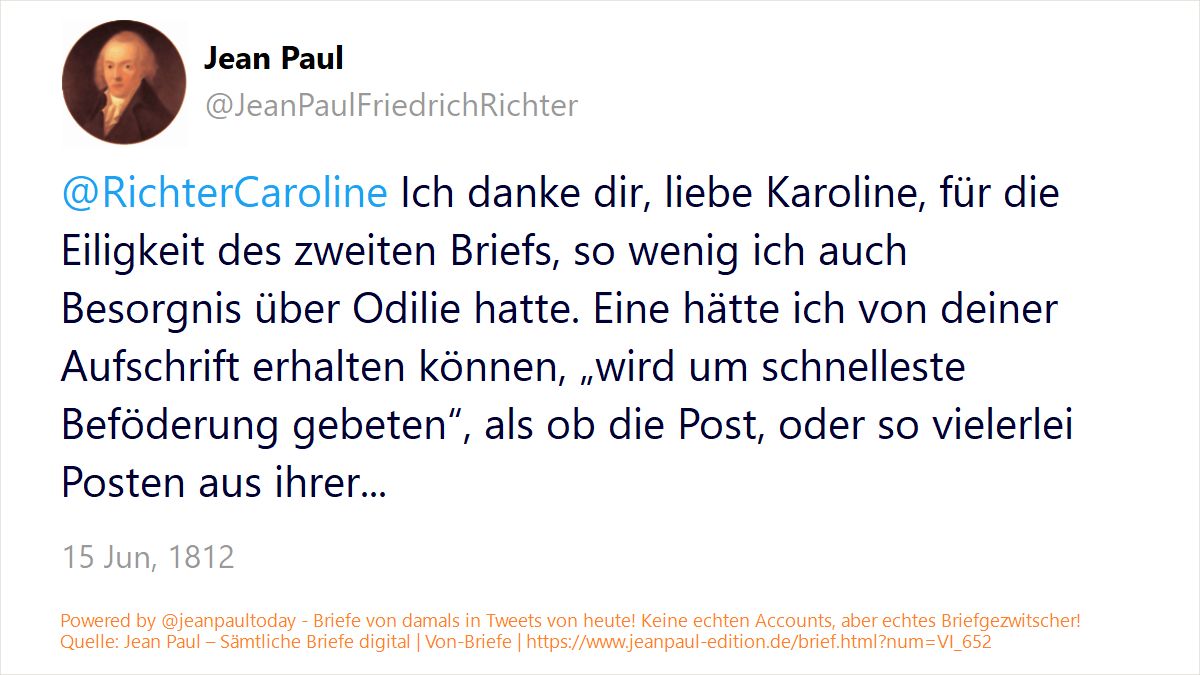 Jean Paul
@JeanPaulFriedrichRichter
@RichterCaroline Ich danke dir, liebe Karoline, für die
Eiligkeit des zweiten Briefs, so wenig ich auch
Besorgnis über Odilie hatte. Eine hätte ich von deiner
Aufschrift erhalten können, „wird um schnelleste
Beföderung gebeten“, als ob die Post, oder so vielerlei
Posten aus ihrer...
15 Jun, 1812
Powered by @jeanpaultoday - Briefe von damals in Tweets von heute! Keine echten Accounts, aber echtes Briefgezwitscher!
Quelle: Jean Paul – Sämtliche Briefe digital | Von-Briefe | https://www.jeanpaul-edition.de/brief.html?num=VI_652